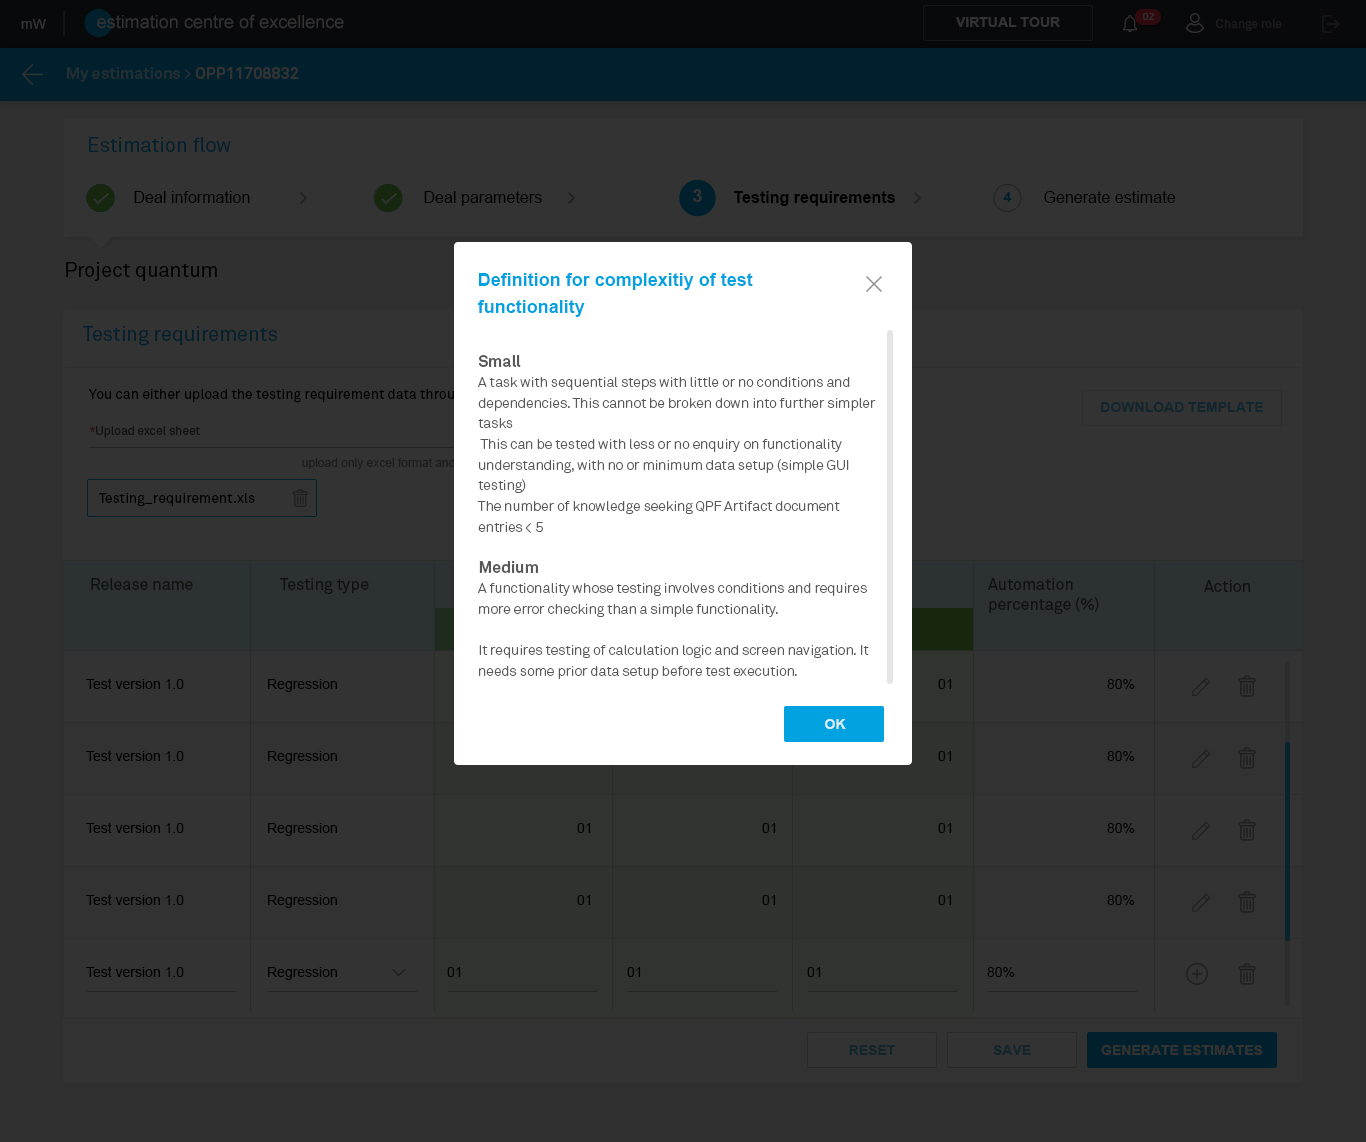 mW
estimation centre of excellence
VIRTUAL TOUR
02
Change role
My estimations > OPP11708832
Estimation flow
Deal information
Deal parameters
3
Testing requirements
4
Generate estimate
Project quantum
Definition for complexitiy of test
functionality
Small
A task with sequential steps with little or no conditions and
dependencies. This cannot be broken down into further simpler
tasks
This can be tested with less or no enquiry on functionality
understanding, with no or minimum data setup (simple GUI
testing)
The number of knowledge seeking QPF Artifact document
entries < 5
Medium
A functionality whose testing involves conditions and requires
more error checking than a simple functionality.
It requires testing of calculation logic and screen navigation. It
needs some prior data setup before test execution.
OK
Testing requirements
You can either upload the testing requirement data throu
DOWNLOAD TEMPLATE
*Upload excel sheet
upload only excel format and
Testing_requirement.xls
Release name
Testing type
Automation
percentage (%)
Action
Test version 1.0 Regression 01 80%
Test version 1.0 Regression 01 80%
Test version 1.0 Regression 01 01 01 80%
Test version 1.0 Regression 01 01 01 80%
Test version 1.0 Regression 01 01 01 80%
RESET
SAVE
GENERATE ESTIMATES